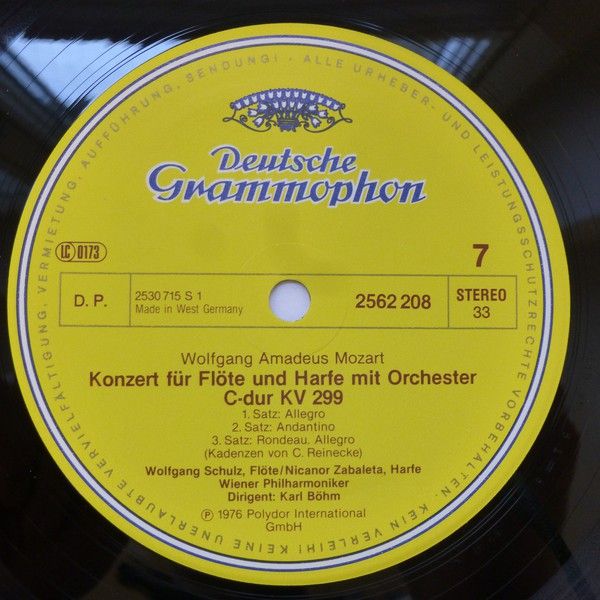 Deutsche
Grammophon
LC 0173
7
D. P.
2530 715 S 1
Made in West Germany
2562 208
STEREO
33
Wolfgang Amadeus Mozart
Konzert für Flöte und Harfe mit Orchester
C-dur KV 299
1. Satz: Allegro
2. Satz: Andantino
3. Satz: Rondeau. Allegro
(Kadenzen von C. Reinecke)
Wolfgang Schulz, Flöte/Nicanor Zabaleta, Harfe
Wiener Philharmoniker
Dirigent: Karl Böhm
℗ 1976 Polydor International
GmbH
ALLE URHEBER- UND LEISTUNGSSCHUTZRECHTE VORBEHALTEN · KEIN VERLEIH! KEINE UNERLAUBTE VERVIELFÄLTIGUNG, VERMIETUNG, AUFFÜHRUNG, SENDUNG! ·